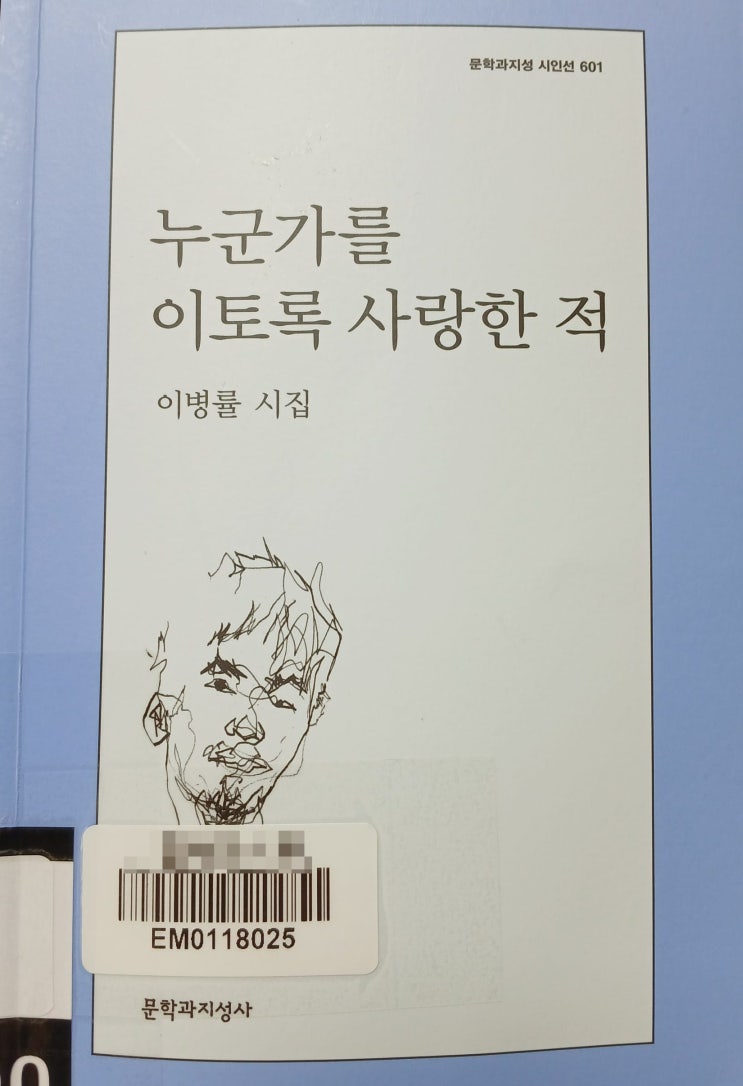 문학과지성 시인선 601
누군가를
이토록 사랑한 적
이병률 시집
EM0118025
문학과지성사